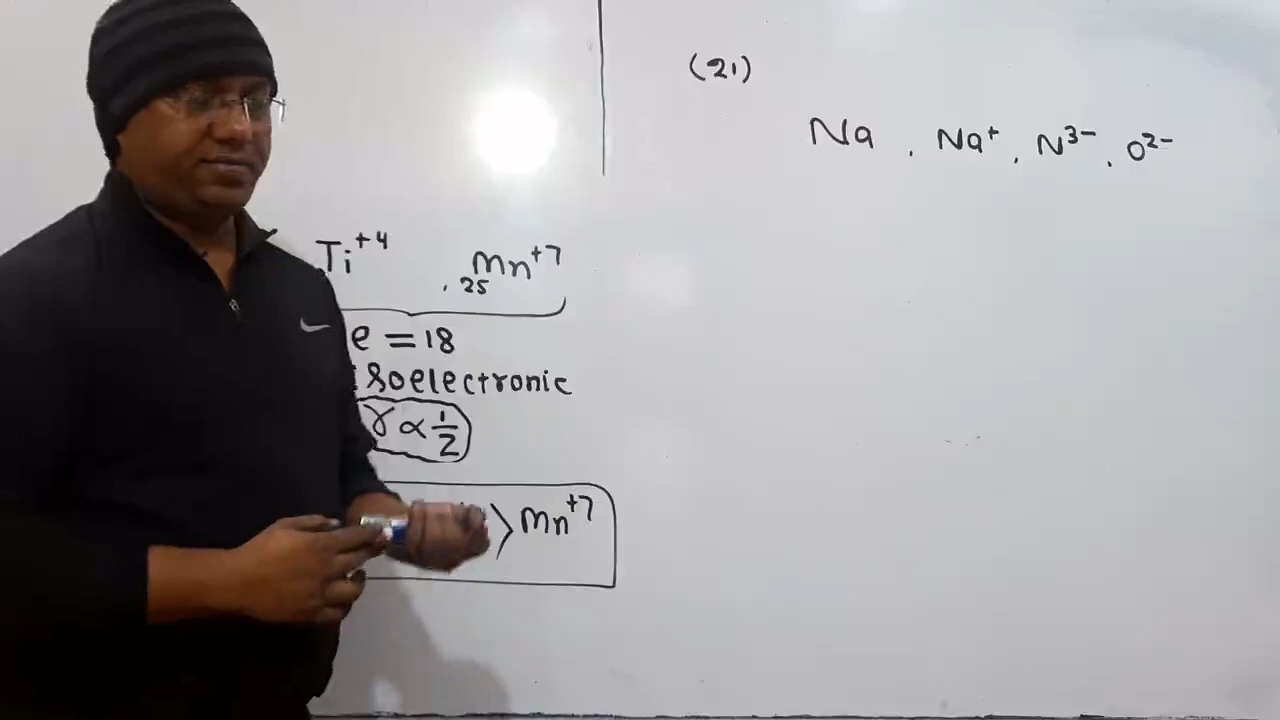 (21)
Na , Na⁺ , N³⁻ , O²⁻
Ti⁺⁴ , ₂₅Mn⁺⁷
e = 18
Isoelectronic
r ∝ 1/Z
> Mn⁺⁷